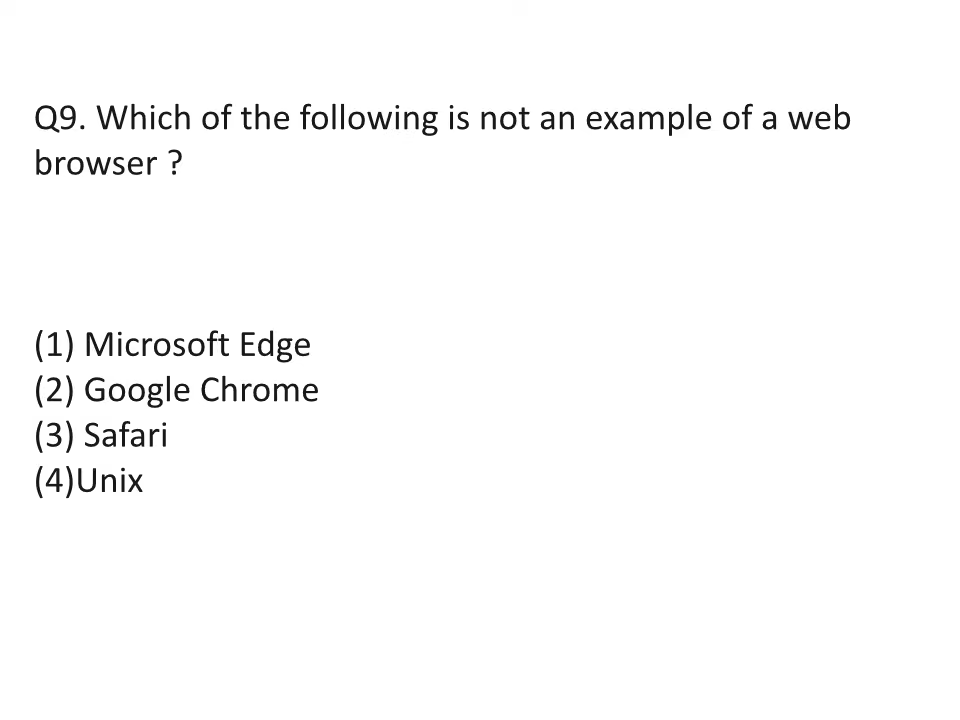 Q9. Which of the following is not an example of a web
browser ?
(1) Microsoft Edge
(2) Google Chrome
(3) Safari
(4)Unix